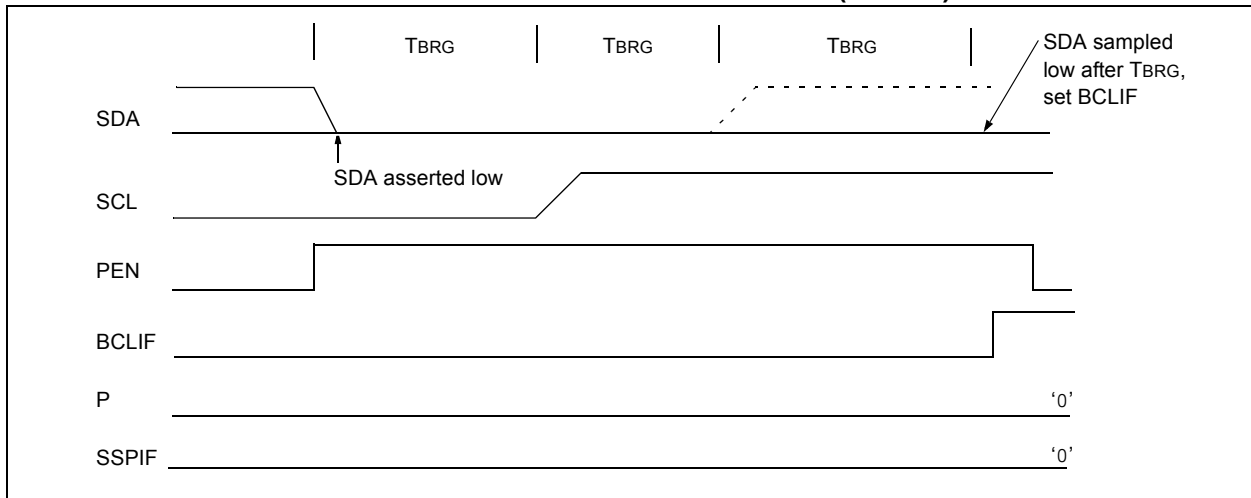 TBRG TBRG TBRG
SDA sampled
low after TBRG,
set BCLIF
SDA
SDA asserted low
SCL
PEN
BCLIF
P ‘0’
SSPIF ‘0’